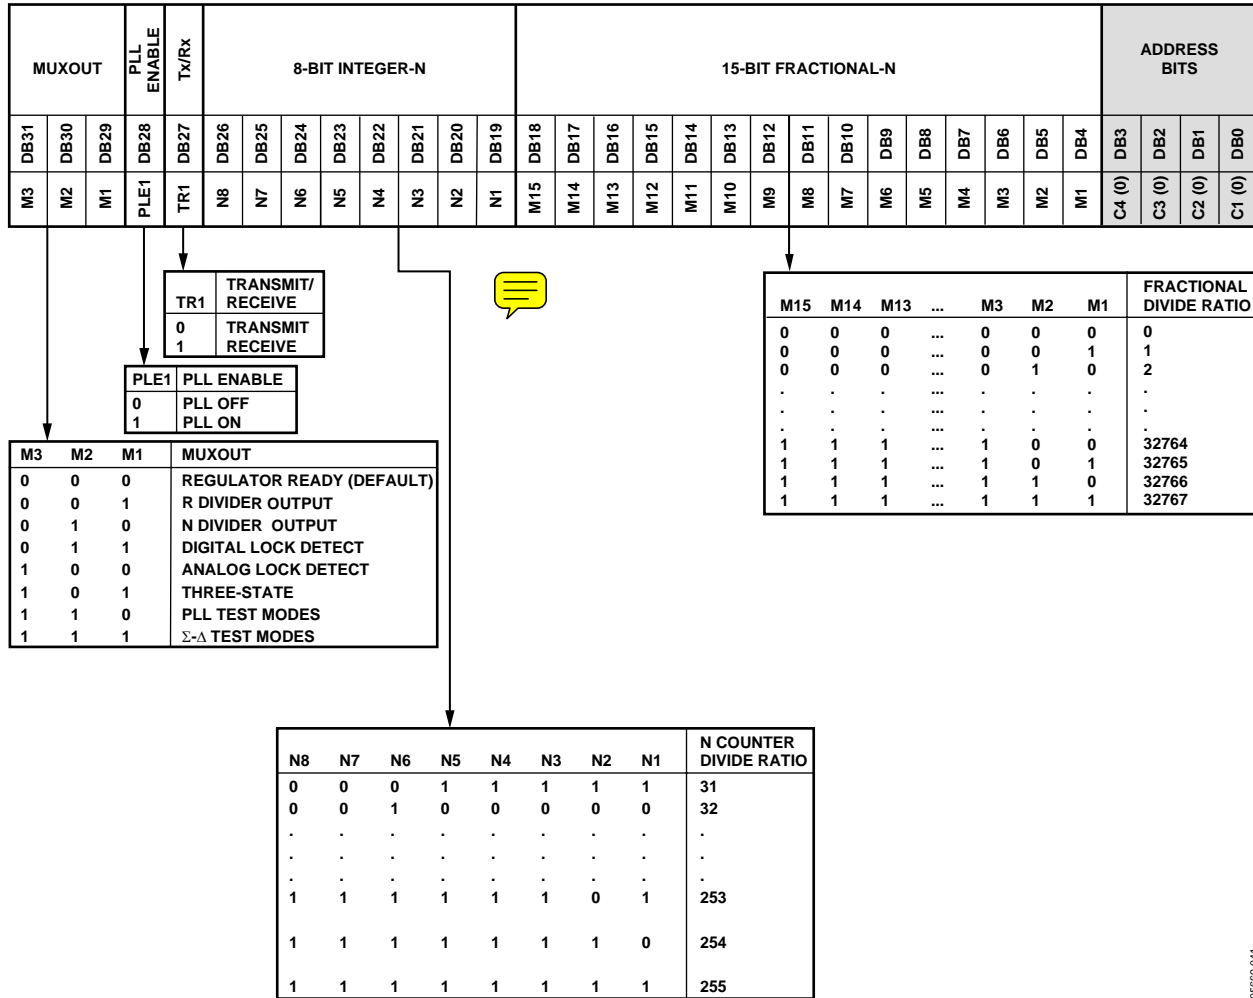 MUXOUT PLL ENABLE Tx/Rx 8-BIT INTEGER-N 15-BIT FRACTIONAL-N ADDRESS BITS
DB31 DB30 DB29 DB28 DB27 DB26 DB25 DB24 DB23 DB22 DB21 DB20 DB19 DB18 DB17 DB16 DB15 DB14 DB13 DB12 DB11 DB10 DB9 DB8 DB7 DB6 DB5 DB4 DB3 DB2 DB1 DB0
M3 M2 M1 PLE1 TR1 N8 N7 N6 N5 N4 N3 N2 N1 M15 M14 M13 M12 M11 M10 M9 M8 M7 M6 M5 M4 M3 M2 M1 C4 (0) C3 (0) C2 (0) C1 (0)
TR1 TRANSMIT/ RECEIVE
0 TRANSMIT
1 RECEIVE
PLE1 PLL ENABLE
0 PLL OFF
1 PLL ON
M3 M2 M1 MUXOUT
0 0 0 REGULATOR READY (DEFAULT)
0 0 1 R DIVIDER OUTPUT
0 1 0 N DIVIDER OUTPUT
0 1 1 DIGITAL LOCK DETECT
1 0 0 ANALOG LOCK DETECT
1 0 1 THREE-STATE
1 1 0 PLL TEST MODES
1 1 1 Σ-Δ TEST MODES
M15 M14 M13 ... M3 M2 M1 FRACTIONAL DIVIDE RATIO
0 0 0 ... 0 0 0 0
0 0 0 ... 0 0 1 1
0 0 0 ... 0 1 0 2
. . . ... . . . .
. . . ... . . . .
. . . ... . . . .
1 1 1 ... 1 0 0 32764
1 1 1 ... 1 0 1 32765
1 1 1 ... 1 1 0 32766
1 1 1 ... 1 1 1 32767
N8 N7 N6 N5 N4 N3 N2 N1 N COUNTER DIVIDE RATIO
0 0 0 1 1 1 1 1 31
0 0 1 0 0 0 0 0 32
. . . . . . . . .
. . . . . . . . .
. . . . . . . . .
1 1 1 1 1 1 0 1 253
1 1 1 1 1 1 1 0 254
1 1 1 1 1 1 1 1 255